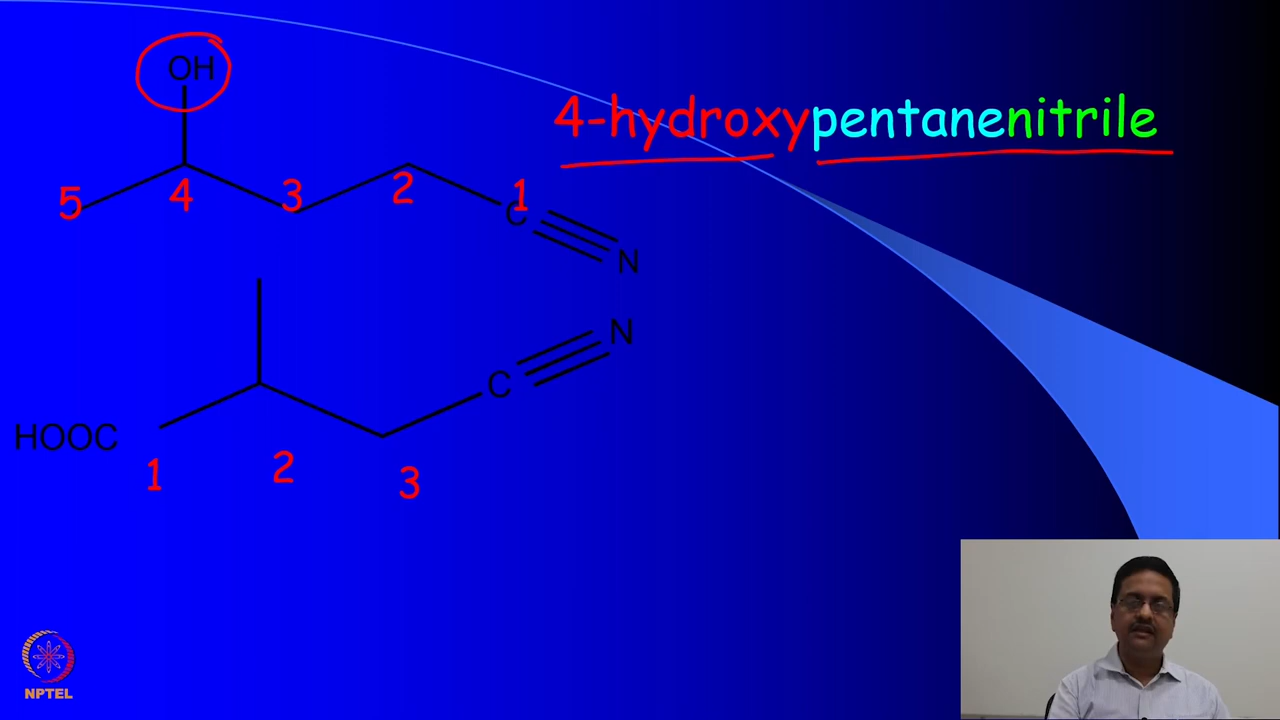 OH
4-hydroxypentanenitrile
5 4 3 2 1
C
N
N
C
HOOC
1 2 3
NPTEL